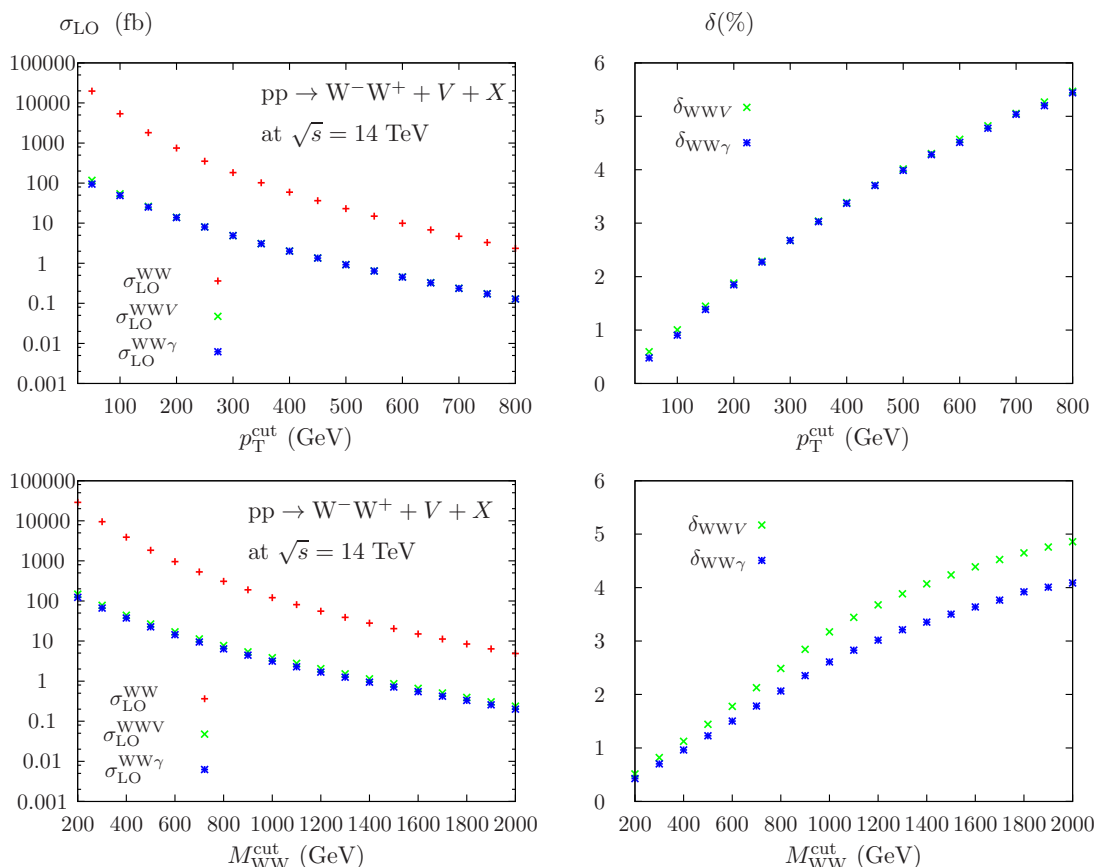 σ_LO (fb)
100000
10000
1000
100
10
1
0.1
0.01
0.001
pp → W⁻W⁺ + V + X
at √s = 14 TeV
σ_LO^WW
σ_LO^WWV
σ_LO^WWγ
100 200 300 400 500 600 700 800
p_T^cut (GeV)
δ(%)
6
5
4
3
2
1
0
δ_WWV
δ_WWγ
100 200 300 400 500 600 700 800
p_T^cut (GeV)
100000
10000
1000
100
10
1
0.1
0.01
0.001
pp → W⁻W⁺ + V + X
at √s = 14 TeV
σ_LO^WW
σ_LO^WWV
σ_LO^WWγ
200 400 600 800 1000 1200 1400 1600 1800 2000
M_WW^cut (GeV)
6
5
4
3
2
1
0
δ_WWV
δ_WWγ
200 400 600 800 1000 1200 1400 1600 1800 2000
M_WW^cut (GeV)